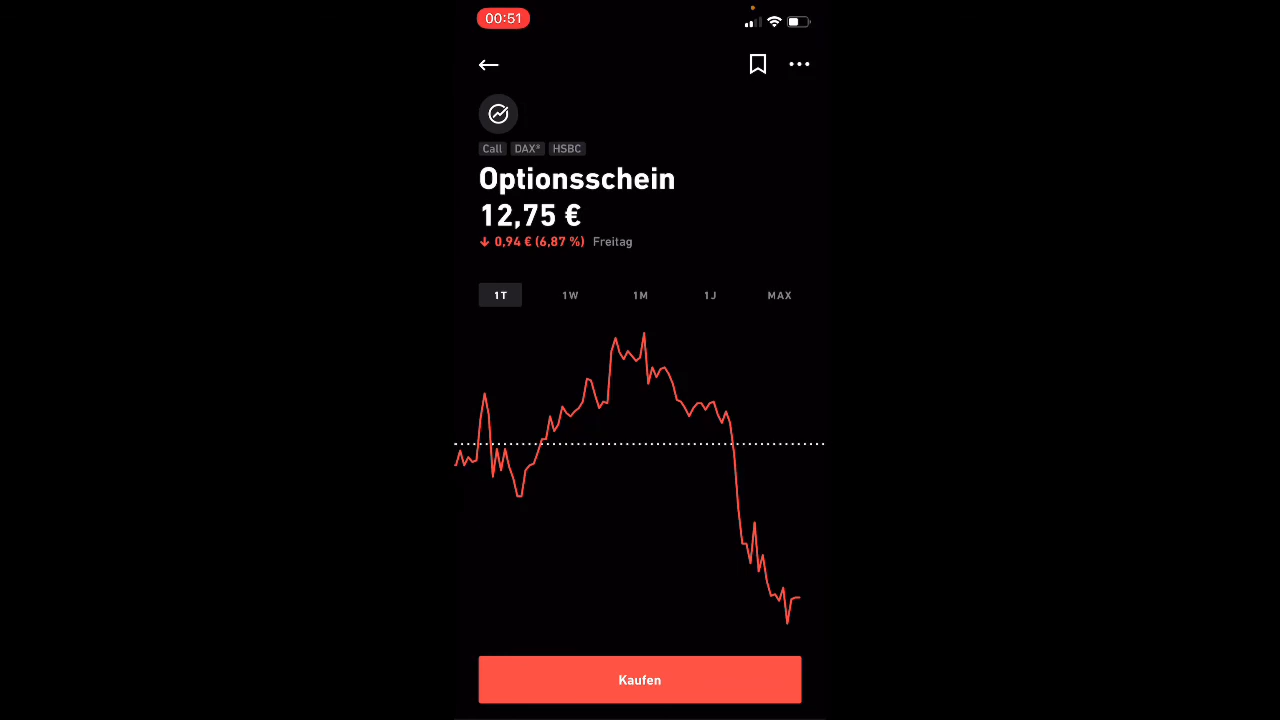 00:51
Call DAX* HSBC
Optionsschein
12,75 €
0,94 € (6,87 %) Freitag
1T 1W 1M 1J MAX
Kaufen